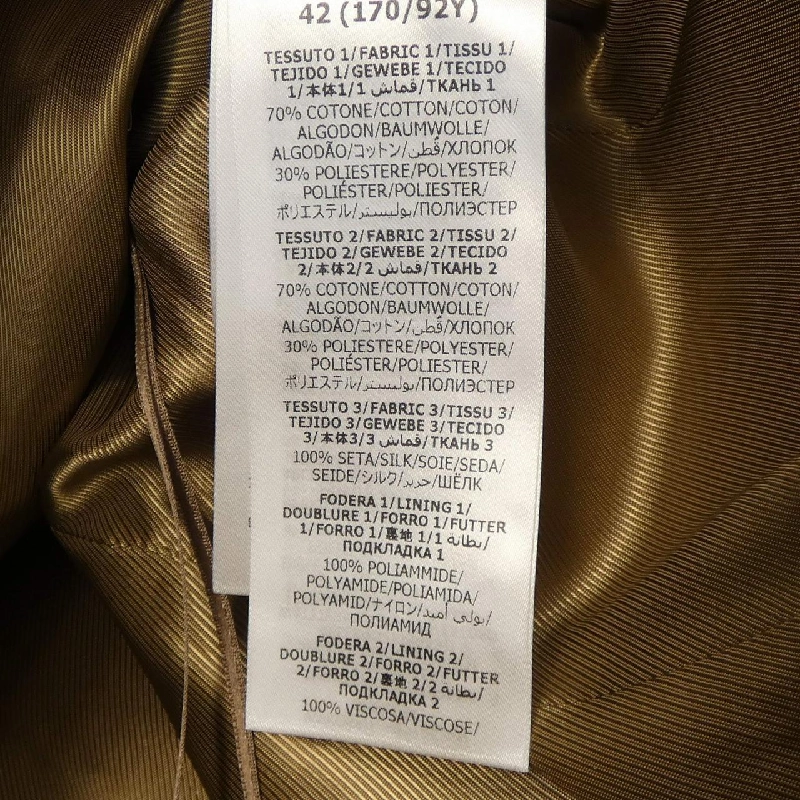 42 (170/92Y)
TESSUTO 1/FABRIC 1/TISSU 1/
TEJIDO 1/GEWEBE 1/TECIDO
1/本体1/1 قماش/ТКАНЬ 1
70% COTONE/COTTON/COTON/
ALGODON/BAUMWOLLE/
ALGODÃO/コットン/قُطن/ХЛОПОК
30% POLIESTERE/POLYESTER/
POLIÉSTER/POLIESTER/
ポリエステル/بوليستر/ПОЛИЭСТЕР
TESSUTO 2/FABRIC 2/TISSU 2/
TEJIDO 2/GEWEBE 2/TECIDO
2/本体2/2 قماش/ТКАНЬ 2
70% COTONE/COTTON/COTON/
ALGODON/BAUMWOLLE/
ALGODÃO/コットン/قُطن/ХЛОПОК
30% POLIESTERE/POLYESTER/
POLIÉSTER/POLIESTER/
ポリエステル/بوليستر/ПОЛИЭСТЕР
TESSUTO 3/FABRIC 3/TISSU 3/
TEJIDO 3/GEWEBE 3/TECIDO
3/本体3/3 قماش/ТКАНЬ 3
100% SETA/SILK/SOIE/SEDA/
SEIDE/シルク/حرير/ШЁЛК
FODERA 1/LINING 1/
DOUBLURE 1/FORRO 1/FUTTER
1/FORRO 1/裏地 1/1 بطانة/
ПОДКЛАДКА 1
100% POLIAMMIDE/
POLYAMIDE/POLIAMIDA/
POLYAMID/ナイロン/بولي أميد/
ПОЛИАМИД
FODERA 2/LINING 2/
DOUBLURE 2/FORRO 2/FUTTER
2/FORRO 2/裏地 2/2 بطانة/
ПОДКЛАДКА 2
100% VISCOSA/VISCOSE/